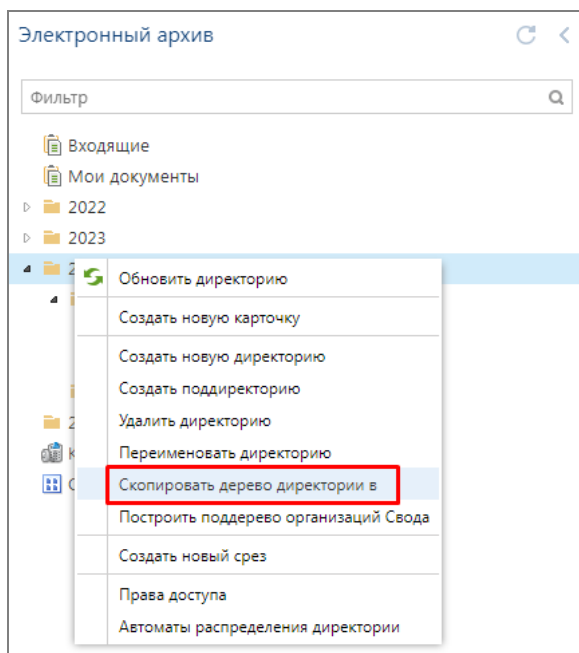 Электронный архив
Фильтр
Входящие
Мои документы
2022
2023
Обновить директорию
Создать новую карточку
Создать новую директорию
Создать поддиректорию
Удалить директорию
Переименовать директорию
Скопировать дерево директории в
Построить поддерево организаций Свода
Создать новый срез
Права доступа
Автоматы распределения директории